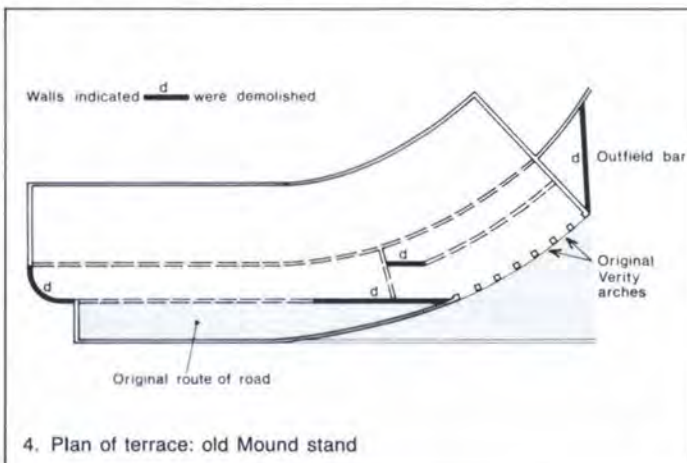 d
Walls indicated were demolished
d
Outfield bar
d
d
d
Original
Verity
arches
Original route of road
4. Plan of terrace: old Mound stand